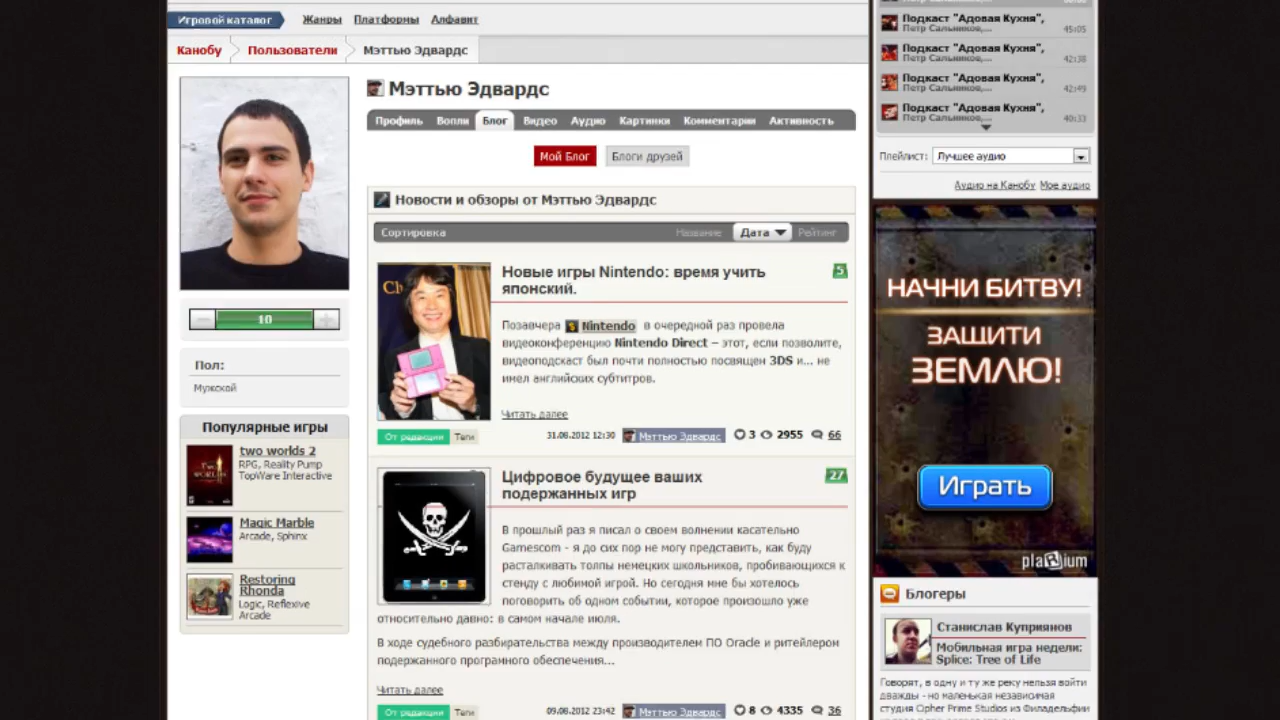 Игровой каталог Жанры Платформы Алфавит
Канобу Пользователи Мэттью Эдвардс
Мэттью Эдвардс
Профиль Вопли Блог Видео Аудио Картинки Комментарии Активность
Мой Блог Блоги друзей
10
Пол:
Мужской
Популярные игры
two worlds 2
RPG, Reality Pump
TopWare Interactive
Magic Marble
Arcade, Sphinx
Restoring
Rhonda
Logic, Reflexive
Arcade
Новости и обзоры от Мэттью Эдвардс
Сортировка Название Дата Рейтинг
Новые игры Nintendo: время учить
японский.
5
Позавчера Nintendo в очередной раз провела
видеоконференцию Nintendo Direct – этот, если позволите,
видеоподкаст был почти полностью посвящен 3DS и... не
имел английских субтитров.
Читать далее
От редакции Теги 31.08.2012 12:30 Мэттью Эдвардс 3 2955 66
Цифровое будущее ваших
подержанных игр
27
В прошлый раз я писал о своем волнении касательно
Gamescom - я до сих пор не могу представить, как буду
расталкивать толпы немецких школьников, пробивающихся к
стенду с любимой игрой. Но сегодня мне бы хотелось
поговорить об одном событии, которое произошло уже
относительно давно: в самом начале июля.
В ходе судебного разбирательства между производителем ПО Oracle и ритейлером
подержанного програнного обеспечения...
Читать далее
От редакции Теги 09.08.2012 23:42 Мэттью Эдвардс 8 4335 36
Петр Сальников,...
Подкаст "Адовая Кухня",
Петр Сальников,... 45:05
Подкаст "Адовая Кухня",
Петр Сальников,... 42:38
Подкаст "Адовая Кухня",
Петр Сальников,... 42:49
Подкаст "Адовая Кухня",
Петр Сальников,... 40:33
Плейлист: Лучшее аудио
Аудио на Канобу Мое аудио
НАЧНИ БИТВУ!
ЗАЩИТИ
ЗЕМЛЮ!
Играть
plarium
Блогеры
Станислав Куприянов
Мобильная игра недели:
Splice: Tree of Life
Говорят, в одну и ту же реку нельзя войти
дважды - но маленькая независимая
студия Cipher Prime Studios из Филадельфии